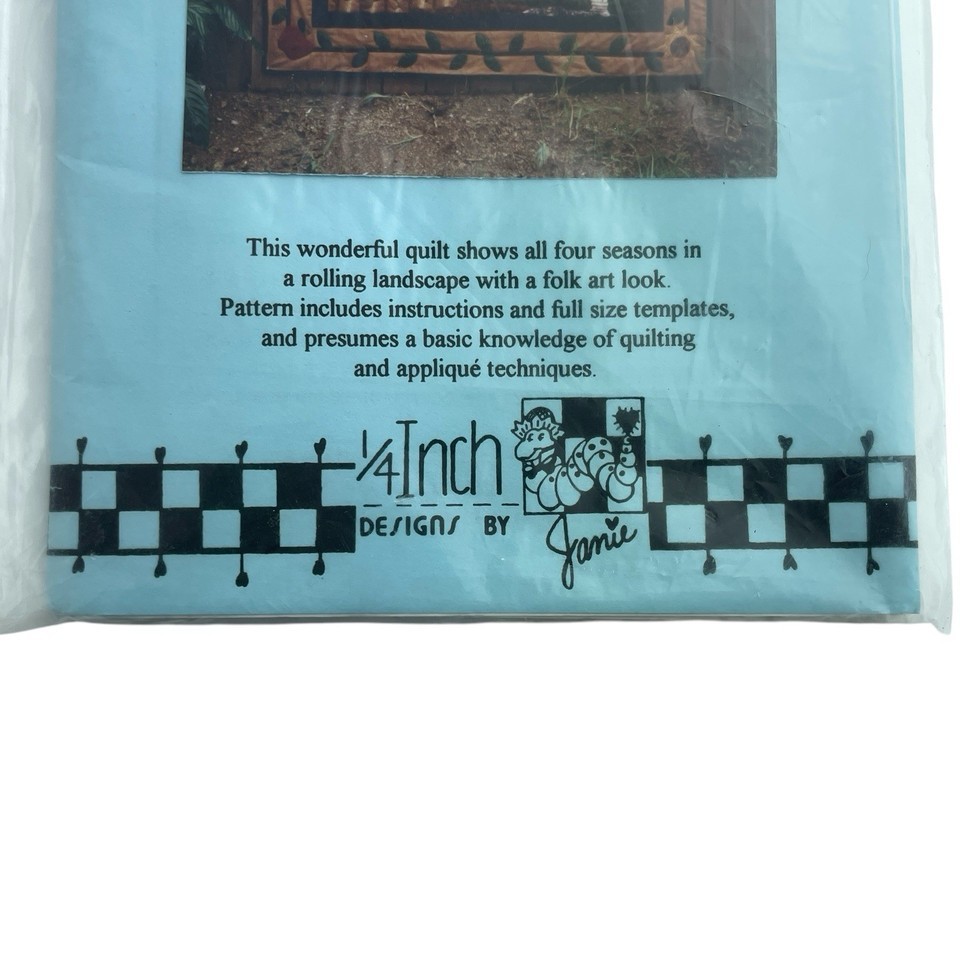 This wonderful quilt shows all four seasons in
a rolling landscape with a folk art look.
Pattern includes instructions and full size templates,
and presumes a basic knowledge of quilting
and appliqué techniques.
1/4 Inch
DESIGNS BY
Janie